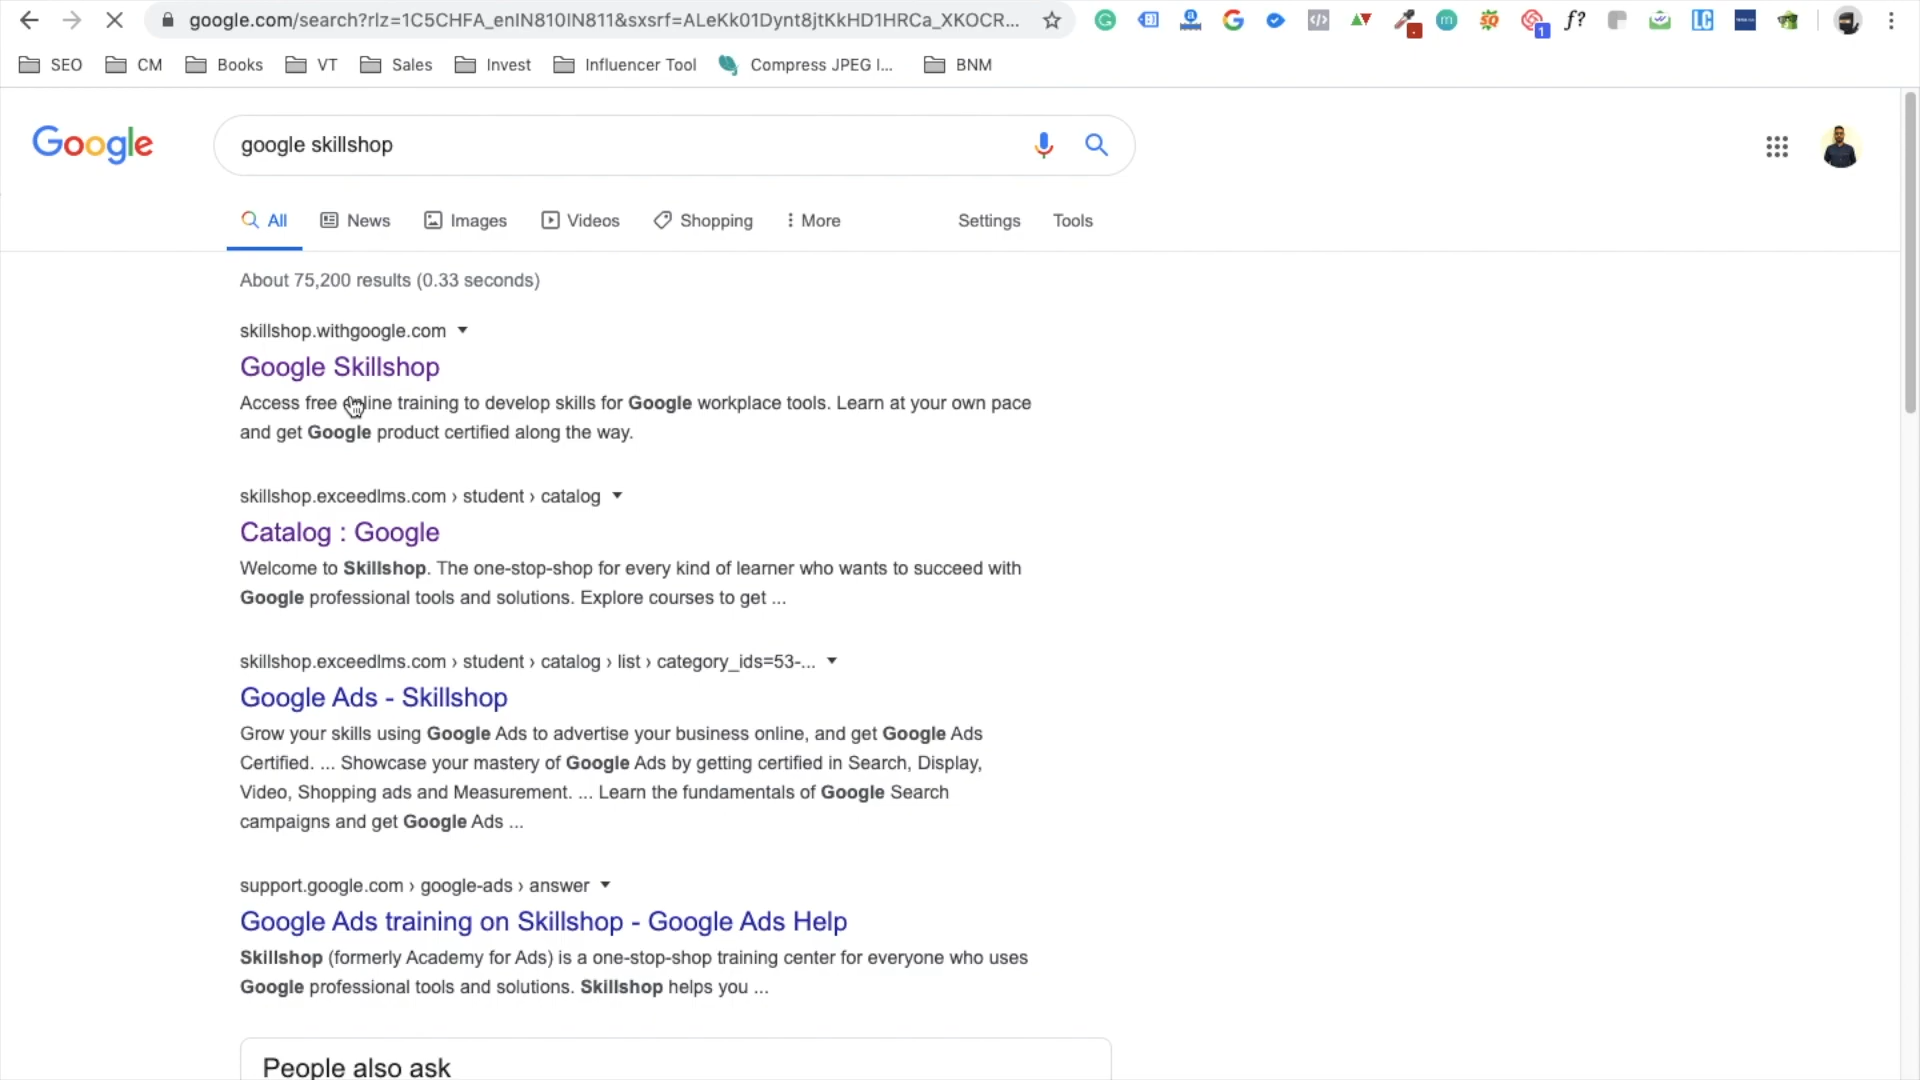 google.com/search?rlz=1C5CHFA_enIN810IN811&sxsrf=ALeKk01Dynt8jtKkHD1HRCa_XKOCR...
SEO CM Books VT Sales Invest Influencer Tool Compress JPEG I... BNM
Google google skillshop
All News Images Videos Shopping More Settings Tools
About 75,200 results (0.33 seconds)
skillshop.withgoogle.com
Google Skillshop
Access free online training to develop skills for Google workplace tools. Learn at your own pace
and get Google product certified along the way.
skillshop.exceedlms.com › student › catalog
Catalog : Google
Welcome to Skillshop. The one-stop-shop for every kind of learner who wants to succeed with
Google professional tools and solutions. Explore courses to get ...
skillshop.exceedlms.com › student › catalog › list › category_ids=53-...
Google Ads - Skillshop
Grow your skills using Google Ads to advertise your business online, and get Google Ads
Certified. ... Showcase your mastery of Google Ads by getting certified in Search, Display,
Video, Shopping ads and Measurement. ... Learn the fundamentals of Google Search
campaigns and get Google Ads ...
support.google.com › google-ads › answer
Google Ads training on Skillshop - Google Ads Help
Skillshop (formerly Academy for Ads) is a one-stop-shop training center for everyone who uses
Google professional tools and solutions. Skillshop helps you ...
People also ask